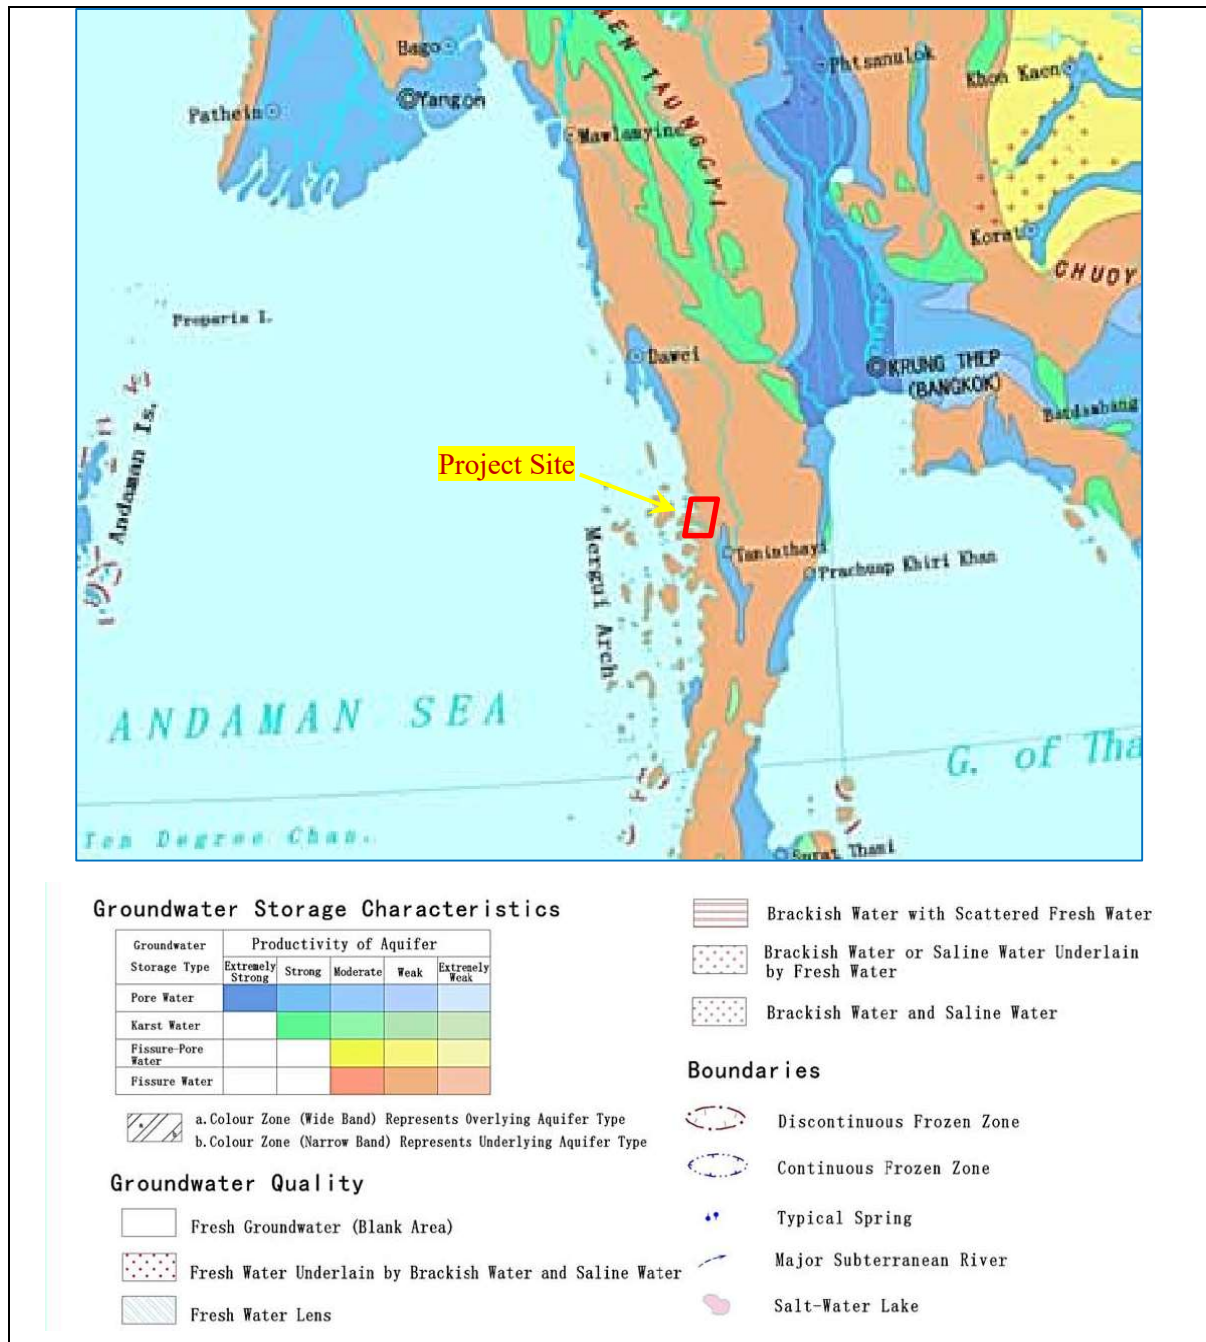 NEN TAUNGGYI
Bago
Yangon
Pathein
Mawlamyine
Phtsanulok
Khon Kaen
Korat
CHUOY
Preparis I.
Andaman Is.
Dawei
KRUNG THEP
(BANGKOK)
Batdambang
Project Site
Mergui Arch
Taninthayi
Prachuap Khiri Khan
ANDAMAN SEA
G. of Tha
Ten Degree Chan.
Surat Thani
Groundwater Storage Characteristics
Groundwater Storage Type
Productivity of Aquifer
Extremely Strong
Strong
Moderate
Weak
Extremely Weak
Pore Water
Karst Water
Fissure-Pore Water
Fissure Water
a. Colour Zone (Wide Band) Represents Overlying Aquifer Type
b. Colour Zone (Narrow Band) Represents Underlying Aquifer Type
Groundwater Quality
Fresh Groundwater (Blank Area)
Fresh Water Underlain by Brackish Water and Saline Water
Fresh Water Lens
Brackish Water with Scattered Fresh Water
Brackish Water or Saline Water Underlain
by Fresh Water
Brackish Water and Saline Water
Boundaries
Discontinuous Frozen Zone
Continuous Frozen Zone
Typical Spring
Major Subterranean River
Salt-Water Lake